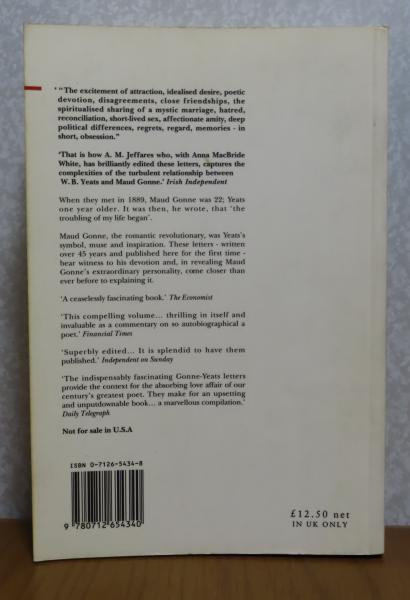 '"The excitement of attraction, idealised desire, poetic
devotion, disagreements, close friendships, the
spiritualised sharing of a mystic marriage, hatred,
reconciliation, short-lived sex, affectionate amity, deep
political differences, regrets, regard, memories - in
short, obsession."
'That is how A. M. Jeffares who, with Anna MacBride
White, has brilliantly edited these letters, captures the
complexities of the turbulent relationship between
W. B. Yeats and Maud Gonne.' Irish Independent
When they met in 1889, Maud Gonne was 22; Yeats
one year older. It was then, he wrote, that 'the
troubling of my life began'.
Maud Gonne, the romantic revolutionary, was Yeats's
symbol, muse and inspiration. These letters - written
over 45 years and published here for the first time -
bear witness to his devotion and, in revealing Maud
Gonne's extraordinary personality, come closer than
ever before to explaining it.
'A ceaselessly fascinating book.' The Economist
'This compelling volume... thrilling in itself and
invaluable as a commentary on so autobiographical a
poet.' Financial Times
'Superbly edited... It is splendid to have them
published.' Independent on Sunday
'The indispensably fascinating Gonne-Yeats letters
provide the context for the absorbing love affair of our
century's greatest poet. They make for an upsetting
and unputdownable book... a marvellous compilation.'
Daily Telegraph
Not for sale in U.S.A
ISBN 0-7126-5434-8
9 780712 654340
£12.50 net
IN UK ONLY